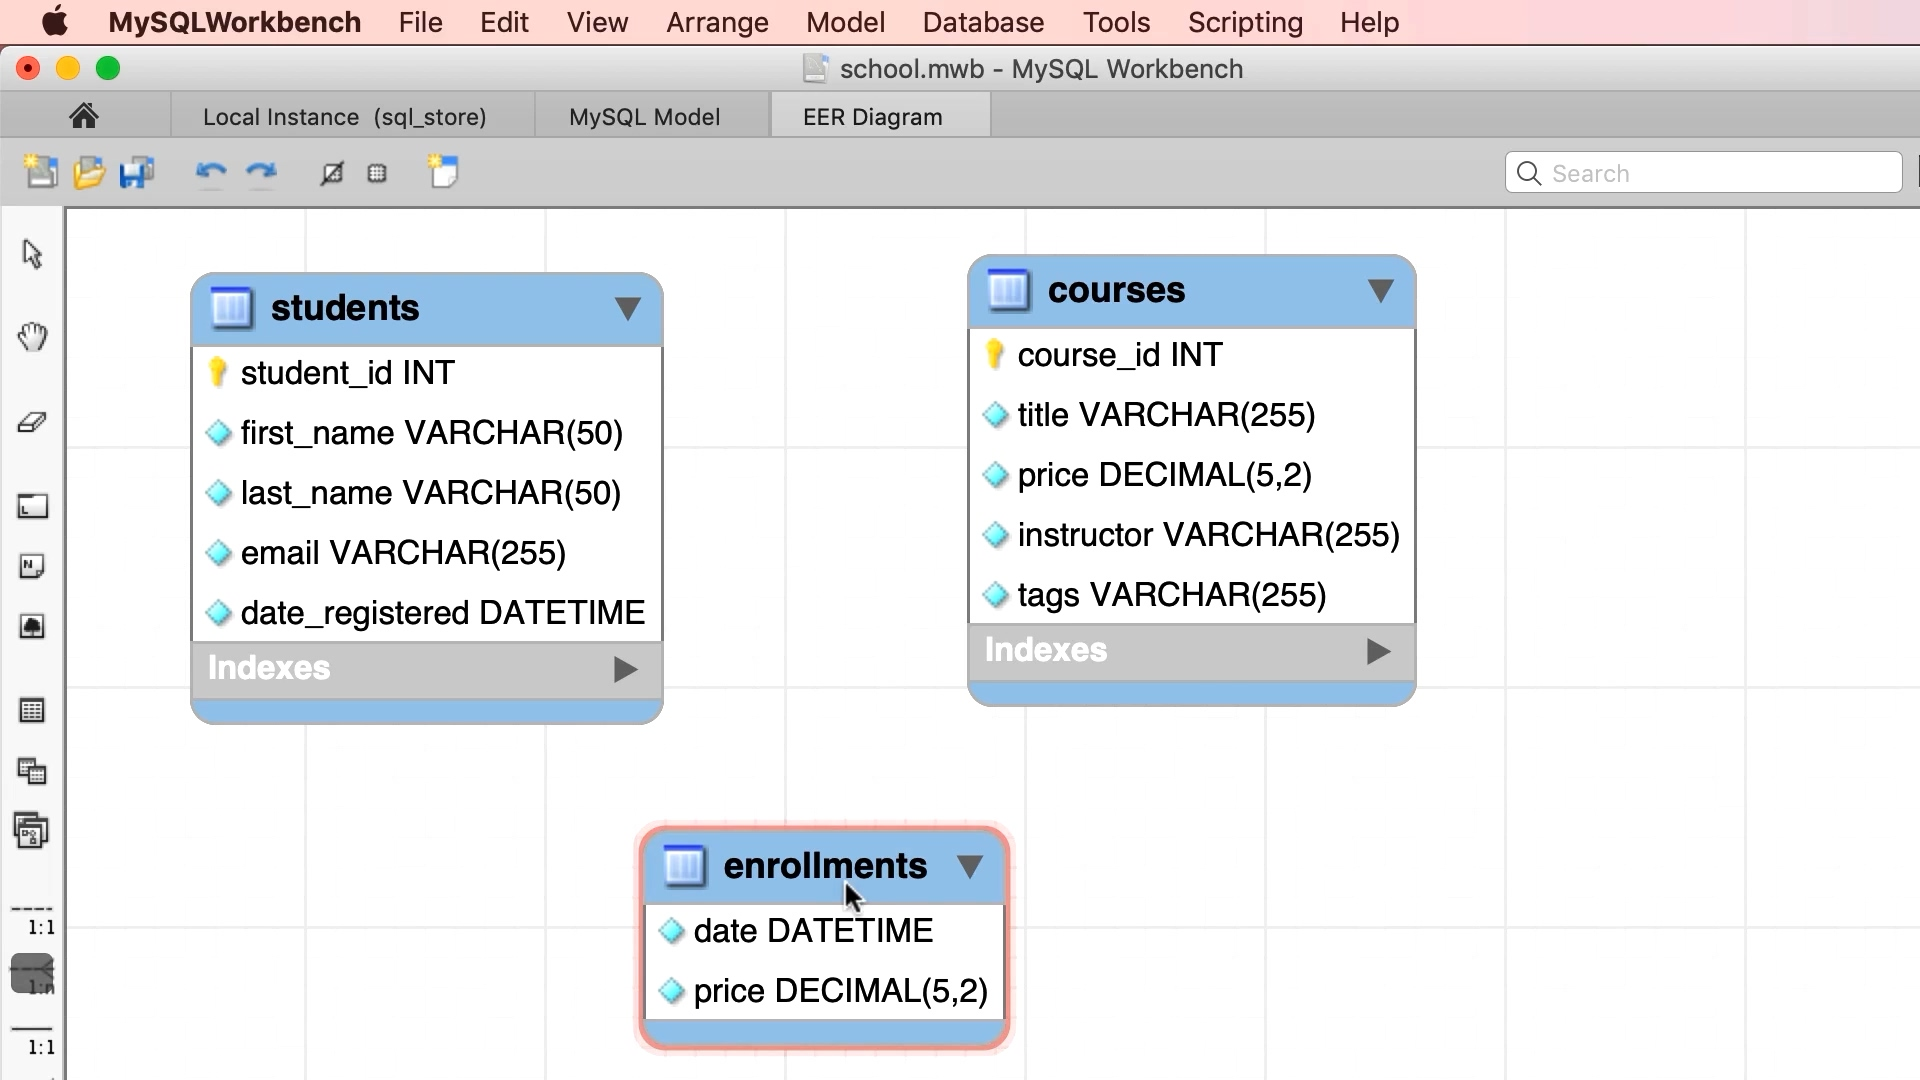 MySQLWorkbench File Edit View Arrange Model Database Tools Scripting Help
school.mwb - MySQL Workbench
Local Instance (sql_store) MySQL Model EER Diagram
Search
students
student_id INT
first_name VARCHAR(50)
last_name VARCHAR(50)
email VARCHAR(255)
date_registered DATETIME
Indexes
courses
course_id INT
title VARCHAR(255)
price DECIMAL(5,2)
instructor VARCHAR(255)
tags VARCHAR(255)
Indexes
enrollments
date DATETIME
price DECIMAL(5,2)
1:1
1:n
1:1